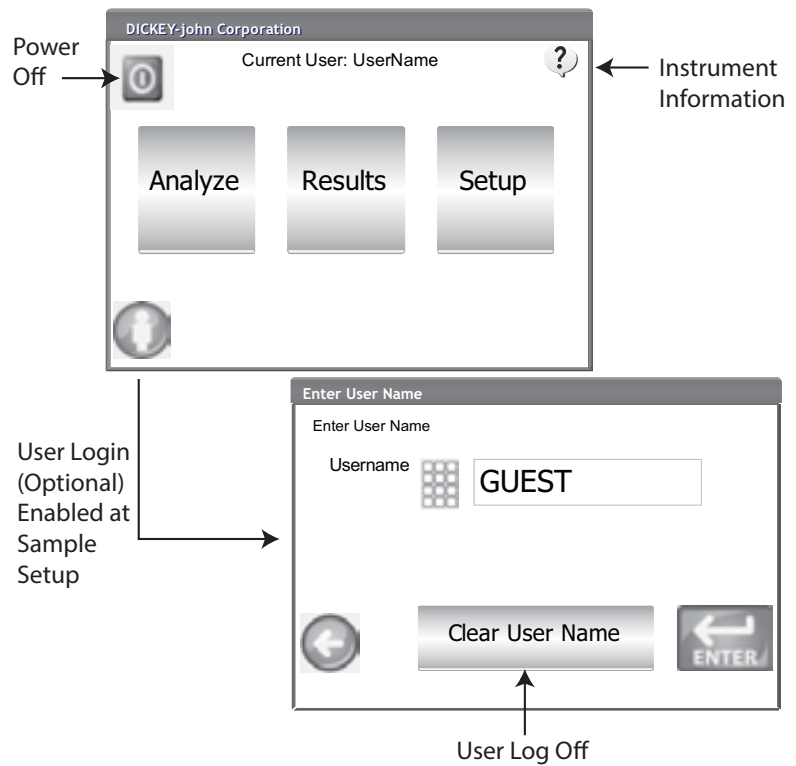 DICKEY-john Corporation
Power
Off
Current User: UserName
?
Instrument
Information
Analyze
Results
Setup
Enter User Name
Enter User Name
Username
GUEST
User Login
(Optional)
Enabled at
Sample
Setup
Clear User Name
ENTER
User Log Off